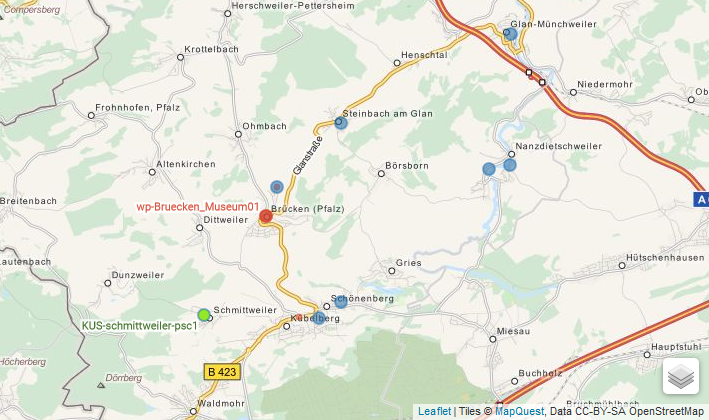 Compersberg
Herschweiler-Pettersheim
Glan-Münchweiler
Krottelbach
Henschtal
Niedermohr
Ob
Frohnhofen, Pfalz
Steinbach am Glan
Ohmbach
Glanstraße
Nanzdietschweiler
Altenkirchen
Börsborn
Breitenbach
A 6
wp-Bruecken_Museum01
Brücken (Pfalz)
Dittweiler
Lautenbach
Gries
Hütschenhausen
Dunzweiler
Schönenberg
Schmittweiler
KUS-schmittweiler-psc1
Kübelberg
Miesau
Höcherberg
Hauptstuhl
B 423
Dörrberg
Buchholz
Waldmohr
Bruchmühlbach
Leaflet | Tiles © MapQuest, Data CC-BY-SA OpenStreetMap